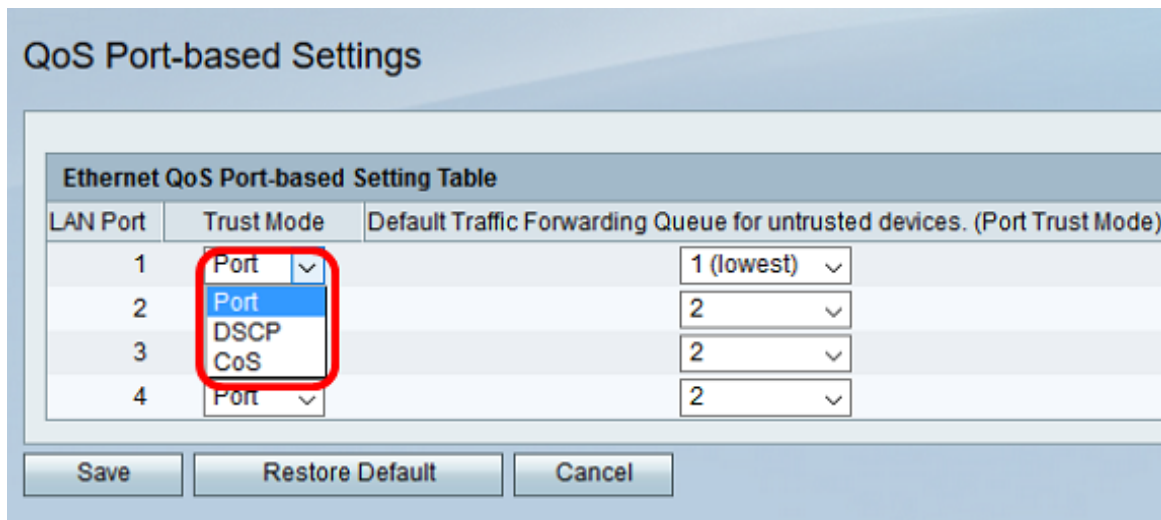 QoS Port-based Settings
Ethernet QoS Port-based Setting Table
LAN Port Trust Mode Default Traffic Forwarding Queue for untrusted devices. (Port Trust Mode)
1 Port 1 (lowest)
Port
2 2
DSCP
3 2
CoS
4 Port 2
Save Restore Default Cancel